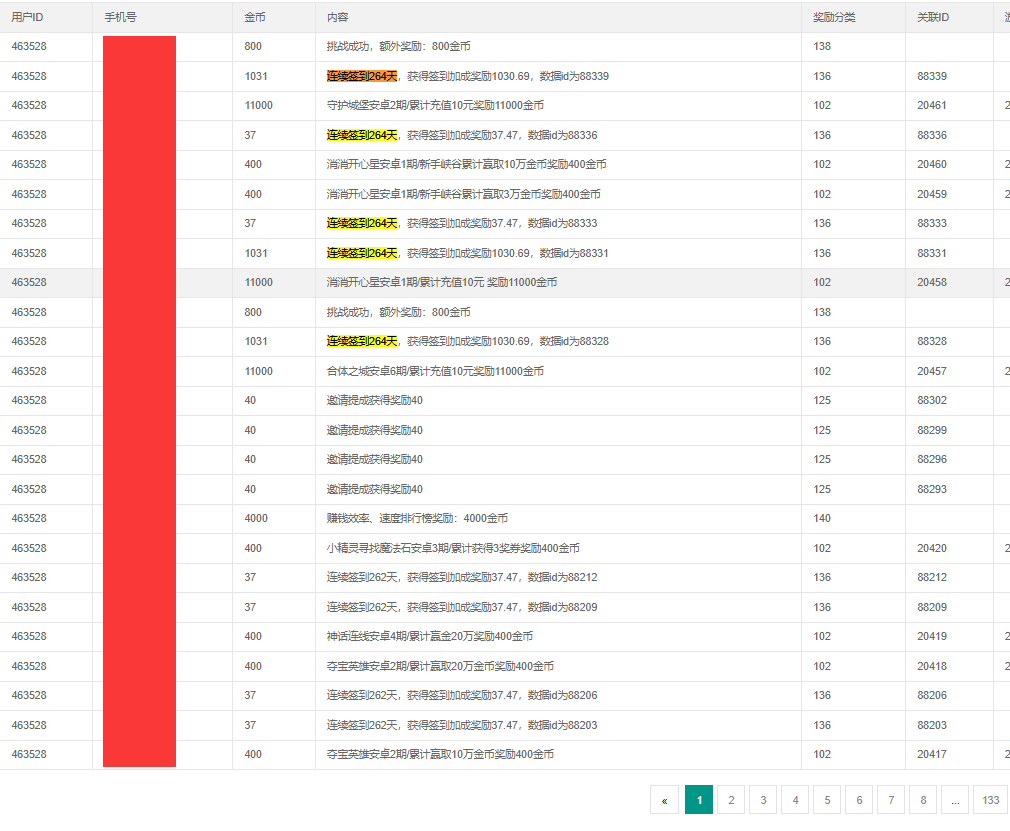 用户ID 手机号 金币 内容 奖励分类 关联ID
463528 800 挑战成功，额外奖励：800金币 138
463528 1031 连续签到264天，获得签到加成奖励1030.69，数据id为88339 136 88339
463528 11000 守护城堡安卓2期/累计充值10元奖励11000金币 102 20461 2
463528 37 连续签到264天，获得签到加成奖励37.47，数据id为88336 136 88336
463528 400 消消开心星安卓1期/新手峡谷累计赢取10万金币奖励400金币 102 20460 2
463528 400 消消开心星安卓1期/新手峡谷累计赢取3万金币奖励400金币 102 20459 2
463528 37 连续签到264天，获得签到加成奖励37.47，数据id为88333 136 88333
463528 1031 连续签到264天，获得签到加成奖励1030.69，数据id为88331 136 88331
463528 11000 消消开心星安卓1期/累计充值10元 奖励11000金币 102 20458 2
463528 800 挑战成功，额外奖励：800金币 138
463528 1031 连续签到264天，获得签到加成奖励1030.69，数据id为88328 136 88328
463528 11000 合体之城安卓6期/累计充值10元奖励11000金币 102 20457 2
463528 40 邀请提成获得奖励40 125 88302
463528 40 邀请提成获得奖励40 125 88299
463528 40 邀请提成获得奖励40 125 88296
463528 40 邀请提成获得奖励40 125 88293
463528 4000 赚钱效率、速度排行榜奖励：4000金币 140
463528 400 小精灵寻找魔法石安卓3期/累计获得3奖券奖励400金币 102 20420 2
463528 37 连续签到262天，获得签到加成奖励37.47，数据id为88212 136 88212
463528 37 连续签到262天，获得签到加成奖励37.47，数据id为88209 136 88209
463528 400 神话连线安卓4期/累计赢金20万奖励400金币 102 20419 2
463528 400 夺宝英雄安卓2期/累计赢取20万金币奖励400金币 102 20418 2
463528 37 连续签到262天，获得签到加成奖励37.47，数据id为88206 136 88206
463528 37 连续签到262天，获得签到加成奖励37.47，数据id为88203 136 88203
463528 400 夺宝英雄安卓2期/累计赢取10万金币奖励400金币 102 20417 2
« 1 2 3 4 5 6 7 8 ... 133